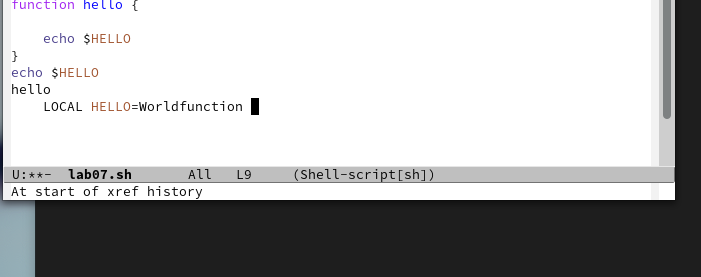 function hello {
    echo $HELLO
}
echo $HELLO
hello
    LOCAL HELLO=Worldfunction
U:**-  lab07.sh       All   L9     (Shell-script[sh])
At start of xref history